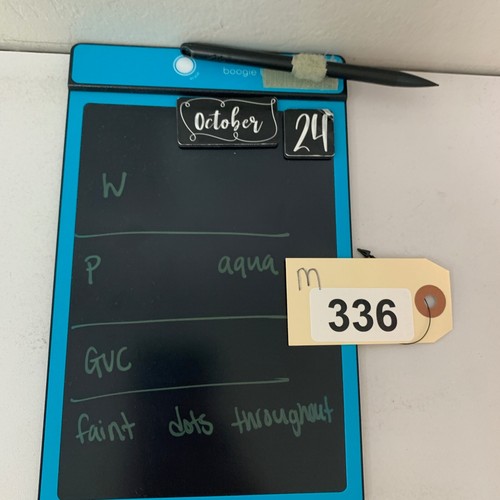 boogie
October 24
W
P aqua
M
336
GVC
faint dots throughout